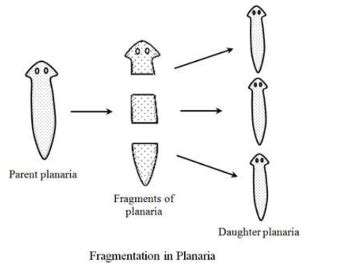 Parent planaria
Fragments of
planaria
Daughter planaria
Fragmentation in Planaria